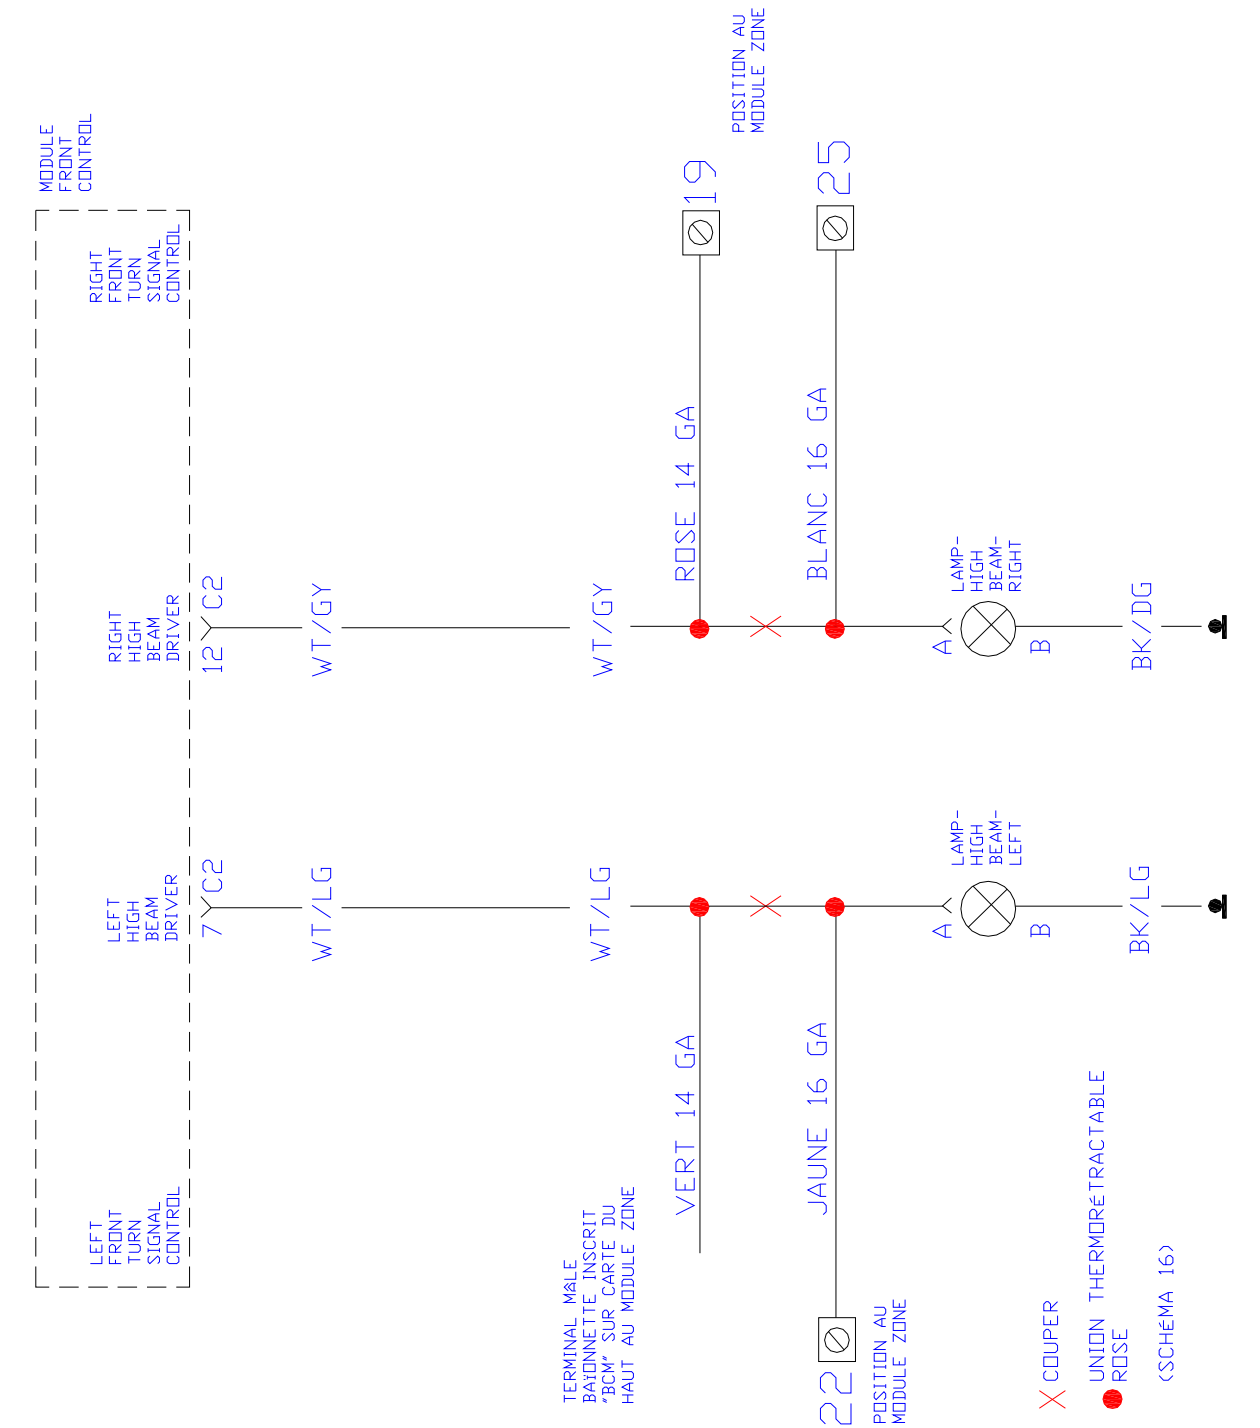 MODULE
FRONT
CONTROL
LEFT
FRONT
TURN
SIGNAL
CONTROL
LEFT
HIGH
BEAM
DRIVER
RIGHT
HIGH
BEAM
DRIVER
RIGHT
FRONT
TURN
SIGNAL
CONTROL
7
C2
12
C2
WT/LG
WT/GY
WT/LG
WT/GY
TERMINAL MÂLE
BAÏONNETTE INSCRIT
"BCM" SUR CARTE DU
HAUT AU MODULE ZONE
VERT 14 GA
ROSE 14 GA
19
POSITION AU
MODULE ZONE
JAUNE 16 GA
BLANC 16 GA
25
22
POSITION AU
MODULE ZONE
A
LAMP-
HIGH
BEAM-
LEFT
B
A
LAMP-
HIGH
BEAM-
RIGHT
B
BK/LG
BK/DG
X COUPER
UNION THERMORÉTRACTABLE
ROSE
(SCHÉMA 16)